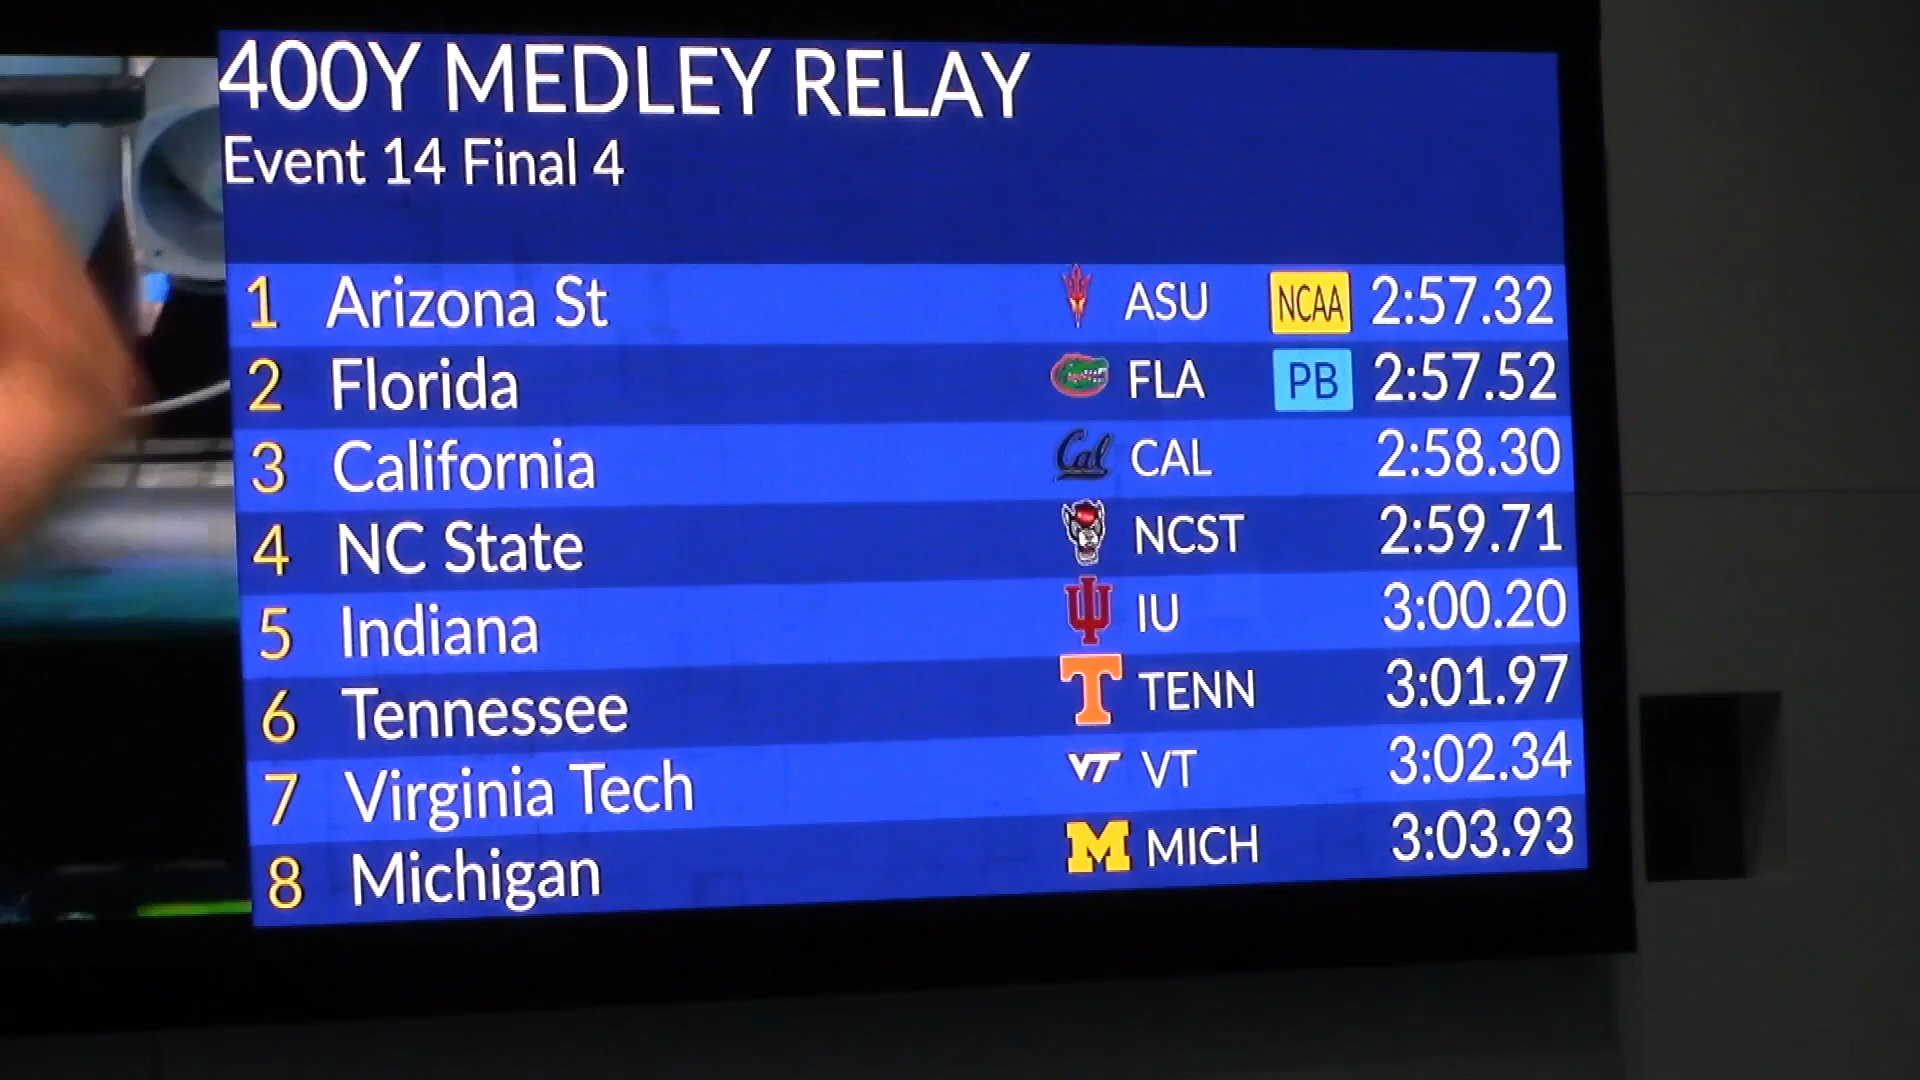 400Y MEDLEY RELAY
Event 14 Final 4
1 Arizona St ASU NCAA 2:57.32
2 Florida Gators FLA PB 2:57.52
3 California Cal CAL 2:58.30
4 NC State NCST 2:59.71
5 Indiana IU 3:00.20
6 Tennessee T TENN 3:01.97
7 Virginia Tech VT VT 3:02.34
8 Michigan M MICH 3:03.93